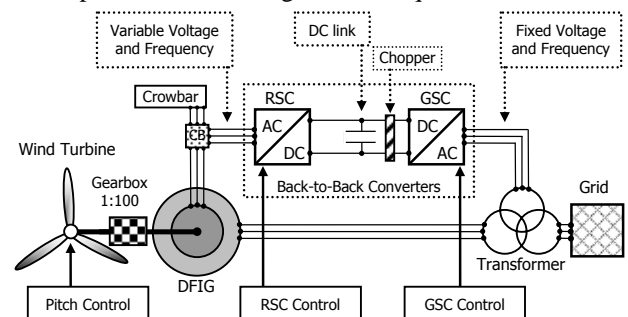 Variable Voltage
and Frequency
DC link
Fixed Voltage
and Frequency
Chopper
Crowbar
RSC
GSC
CB
AC
DC
DC
AC
Wind Turbine
Gearbox
1:100
Back-to-Back Converters
Grid
DFIG
Transformer
Pitch Control
RSC Control
GSC Control